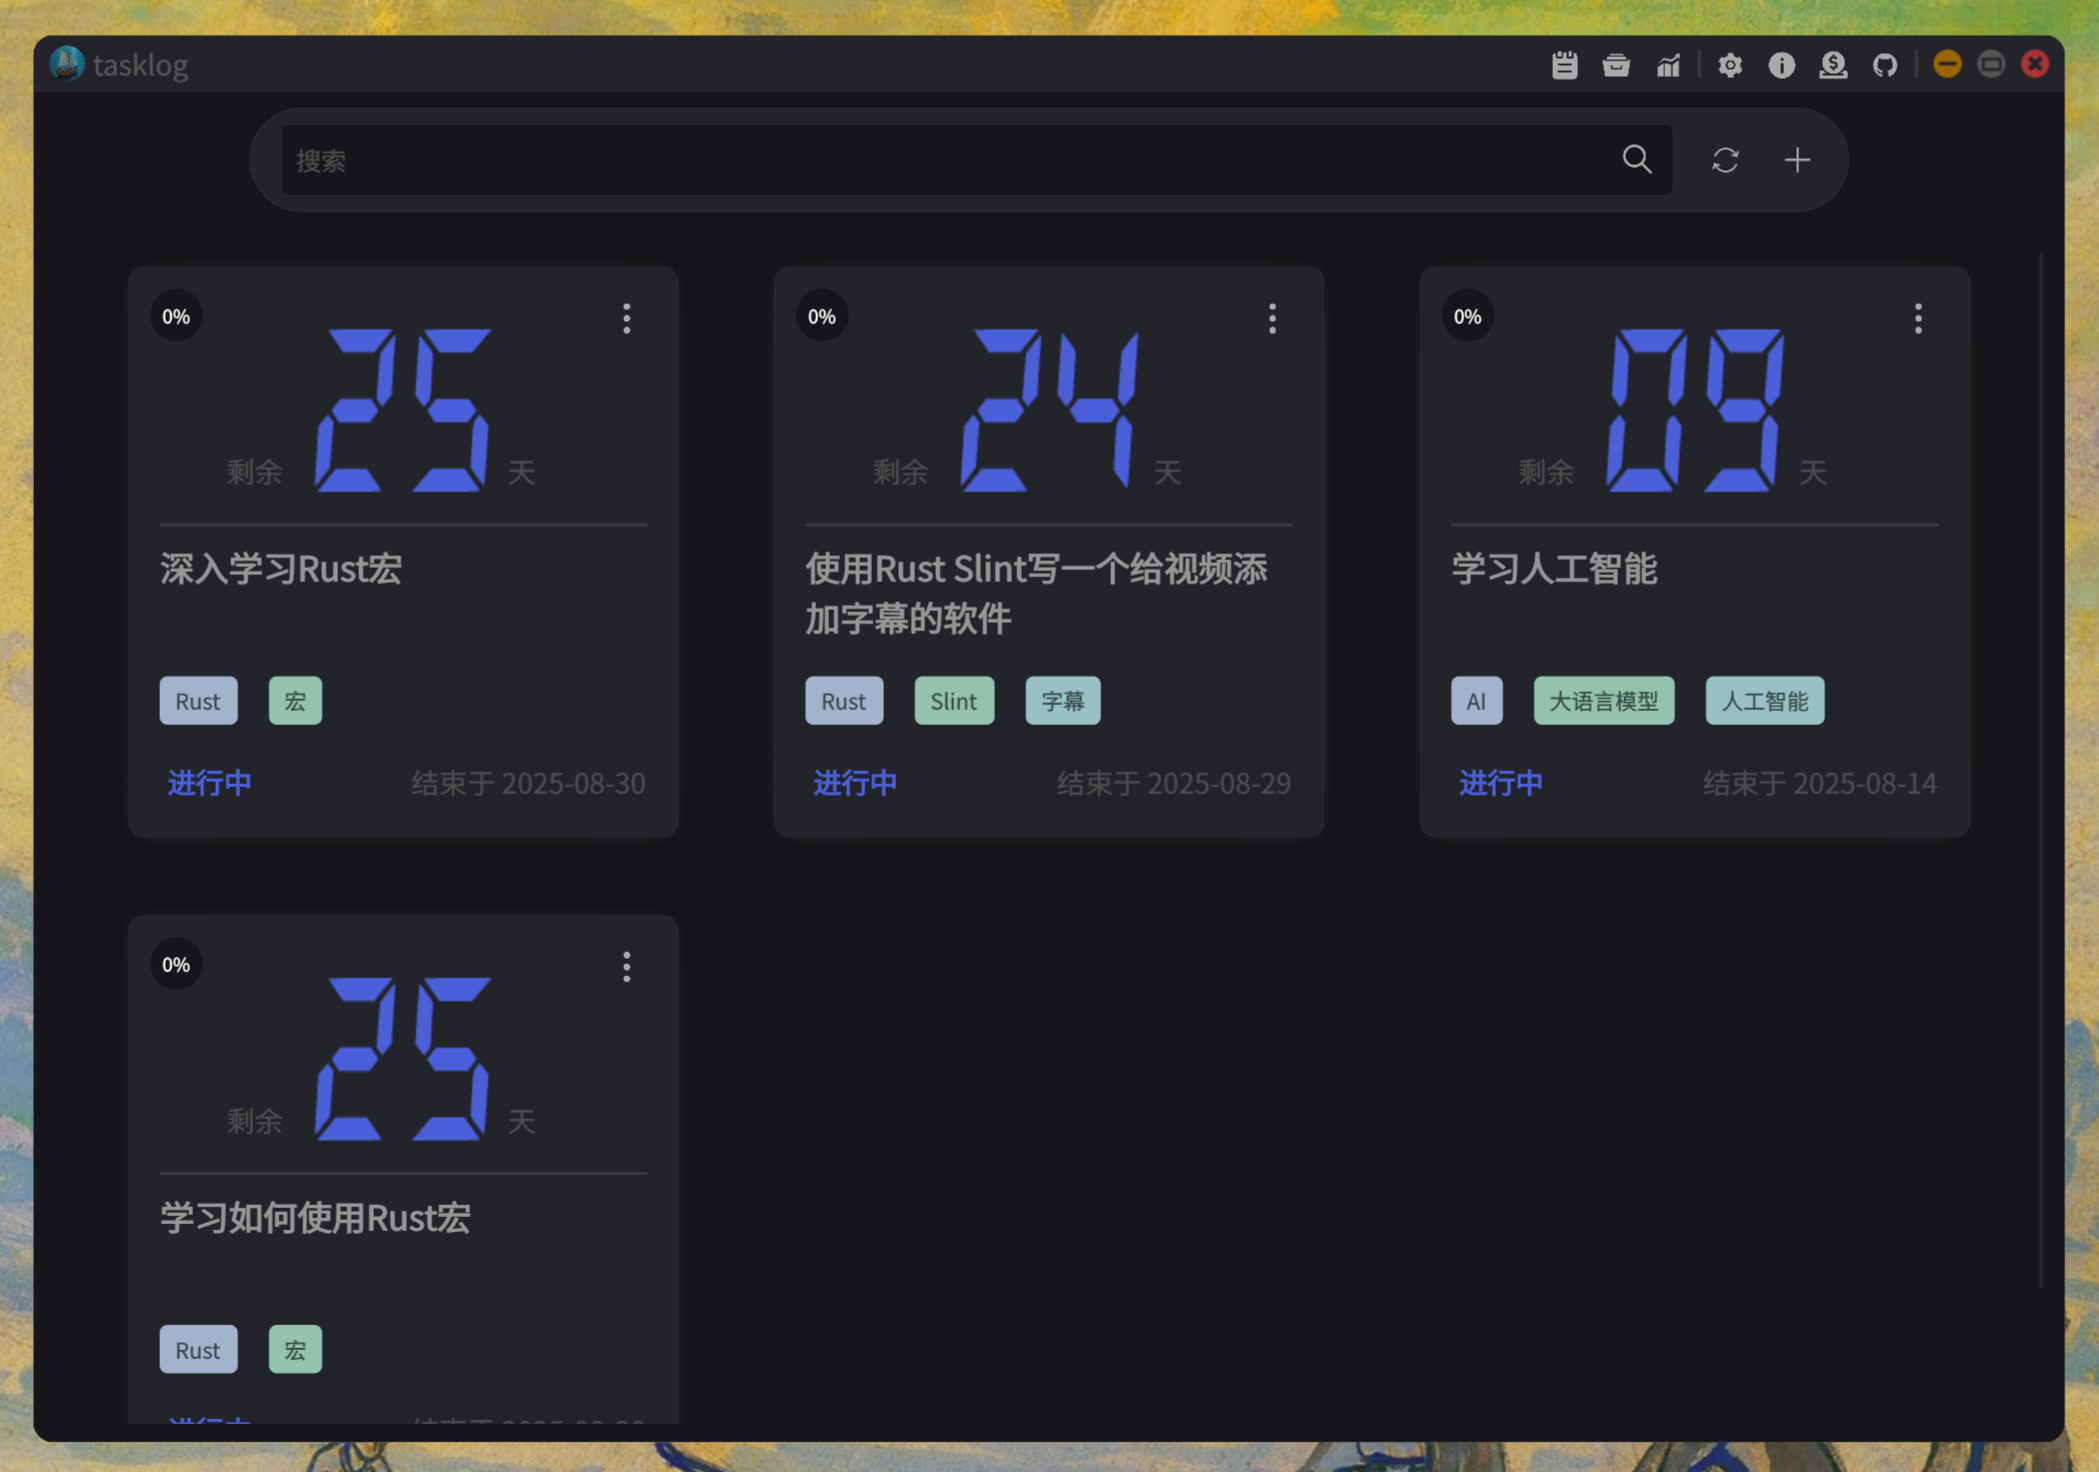 tasklog
搜索
0%
剩余 25 天
深入学习Rust宏
Rust 宏
进行中 结束于 2025-08-30
0%
剩余 24 天
使用Rust Slint写一个给视频添
加字幕的软件
Rust Slint 字幕
进行中 结束于 2025-08-29
0%
剩余 09 天
学习人工智能
AI 大语言模型 人工智能
进行中 结束于 2025-08-14
0%
剩余 25 天
学习如何使用Rust宏
Rust 宏